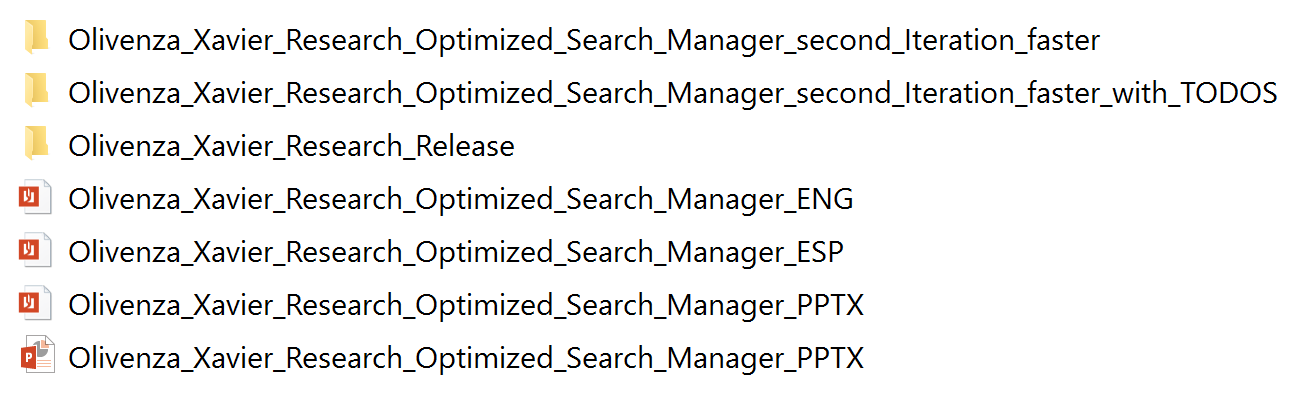 Olivenza_Xavier_Research_Optimized_Search_Manager_second_Iteration_faster
Olivenza_Xavier_Research_Optimized_Search_Manager_second_Iteration_faster_with_TODOS
Olivenza_Xavier_Research_Release
Olivenza_Xavier_Research_Optimized_Search_Manager_ENG
Olivenza_Xavier_Research_Optimized_Search_Manager_ESP
Olivenza_Xavier_Research_Optimized_Search_Manager_PPTX
Olivenza_Xavier_Research_Optimized_Search_Manager_PPTX